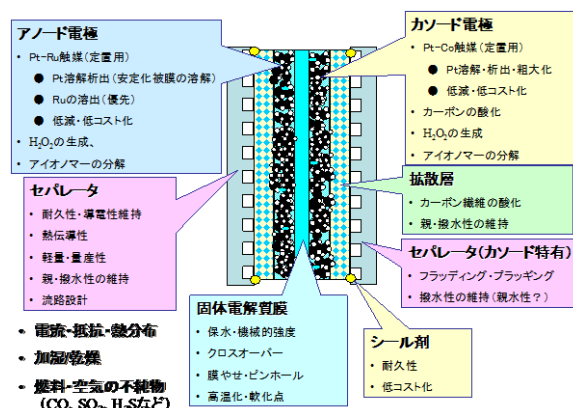 アノード電極
• Pt-Ru触媒(定置用)
● Pt溶解析出(安定化被膜の溶解)
● Ruの溶出(優先)
● 低減・低コスト化
• H₂O₂の生成、
• アイオノマーの分解
カソード電極
• Pt-Co触媒(定置用)
● Pt溶解・析出・粗大化
● 低減・低コスト化
• カーボンの酸化
• H₂O₂の生成
• アイオノマーの分解
セパレータ
• 耐久性・導電性維持
• 熱伝導性
• 軽量・量産性
• 親・撥水性の維持
• 流路設計
拡散層
• カーボン繊維の酸化
• 親・撥水性の維持
セパレータ(カソード特有)
• フラッディング・プラッギング
• 撥水性の維持(親水性?)
固体電解質膜
• 保水・機械的強度
• クロスオーバー
• 膜やせ・ピンホール
• 高温化・軟化点
シール剤
• 耐久性
• 低コスト化
• 電流・抵抗・熱分布
• 加湿/乾燥
• 燃料・空気の不純物
(CO, SO₂, H₂Sなど)